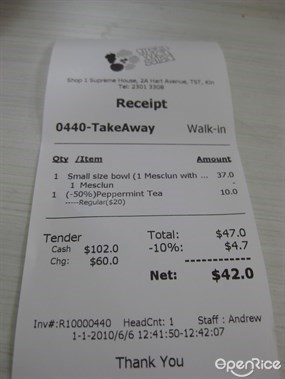 Shop 1 Supreme House, 2A Hart Avenue, TST, Kln
Tel: 2301 3308
Receipt
0440-TakeAway Walk-in
Qty /Item Amount
1 Small size bowl (1 Mesclun with ... 37.0
1 Mesclun -
1 (-50%)Peppermint Tea 10.0
-----Regular($20)
Tender Total: $47.0
Cash $102.0 -10%: $4.7
Chg: $60.0 ------------
Net: $42.0
Inv#:R10000440 HeadCnt: 1 Staff : Andrew
1-1-2010/6/6 12:41:50-12:42:07
Thank You
OpenRice